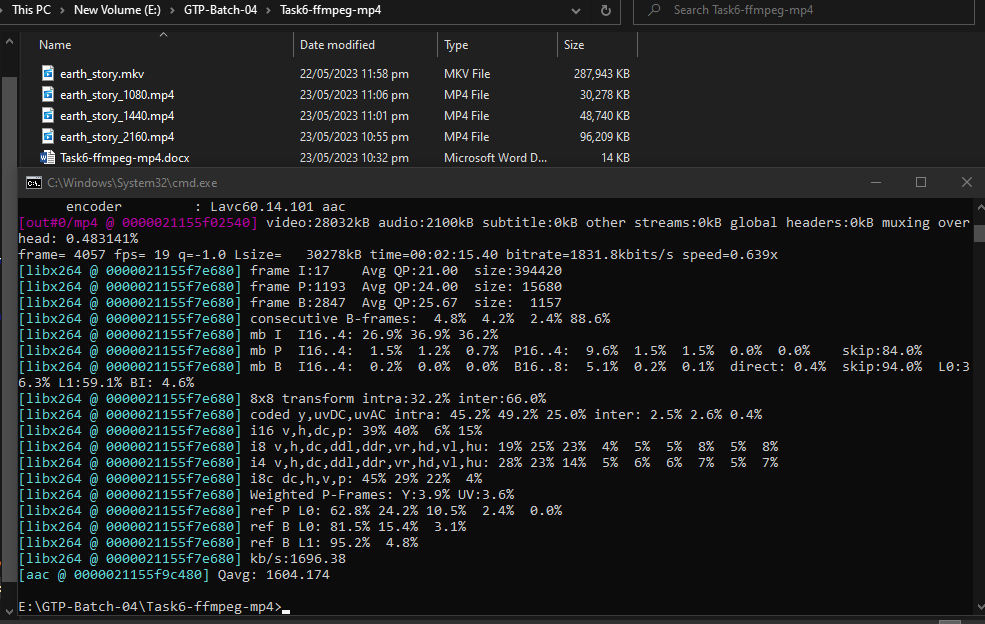 This PC > New Volume (E:) > GTP-Batch-04 > Task6-ffmpeg-mp4
Search Task6-ffmpeg-mp4
Name Date modified Type Size
earth_story.mkv 22/05/2023 11:58 pm MKV File 287,943 KB
earth_story_1080.mp4 23/05/2023 11:06 pm MP4 File 30,278 KB
earth_story_1440.mp4 23/05/2023 11:01 pm MP4 File 48,740 KB
earth_story_2160.mp4 23/05/2023 10:55 pm MP4 File 96,209 KB
Task6-ffmpeg-mp4.docx 23/05/2023 10:32 pm Microsoft Word D... 14 KB
C:\Windows\System32\cmd.exe
encoder : Lavc60.14.101 aac
[out#0/mp4 @ 0000021155f02540] video:28032kB audio:2100kB subtitle:0kB other streams:0kB global headers:0kB muxing over
head: 0.483141%
frame= 4057 fps= 19 q=-1.0 Lsize= 30278kB time=00:02:15.40 bitrate=1831.8kbits/s speed=0.639x
[libx264 @ 0000021155f7e680] frame I:17 Avg QP:21.00 size:394420
[libx264 @ 0000021155f7e680] frame P:1193 Avg QP:24.00 size: 15680
[libx264 @ 0000021155f7e680] frame B:2847 Avg QP:25.67 size: 1157
[libx264 @ 0000021155f7e680] consecutive B-frames: 4.8% 4.2% 2.4% 88.6%
[libx264 @ 0000021155f7e680] mb I I16..4: 26.9% 36.9% 36.2%
[libx264 @ 0000021155f7e680] mb P I16..4: 1.5% 1.2% 0.7% P16..4: 9.6% 1.5% 1.5% 0.0% 0.0% skip:84.0%
[libx264 @ 0000021155f7e680] mb B I16..4: 0.2% 0.0% 0.0% B16..8: 5.1% 0.2% 0.1% direct: 0.4% skip:94.0% L0:3
6.3% L1:59.1% BI: 4.6%
[libx264 @ 0000021155f7e680] 8x8 transform intra:32.2% inter:66.0%
[libx264 @ 0000021155f7e680] coded y,uvDC,uvAC intra: 45.2% 49.2% 25.0% inter: 2.5% 2.6% 0.4%
[libx264 @ 0000021155f7e680] i16 v,h,dc,p: 39% 40% 6% 15%
[libx264 @ 0000021155f7e680] i8 v,h,dc,ddl,ddr,vr,hd,vl,hu: 19% 25% 23% 4% 5% 5% 8% 5% 8%
[libx264 @ 0000021155f7e680] i4 v,h,dc,ddl,ddr,vr,hd,vl,hu: 28% 23% 14% 5% 6% 6% 7% 5% 7%
[libx264 @ 0000021155f7e680] i8c dc,h,v,p: 45% 29% 22% 4%
[libx264 @ 0000021155f7e680] Weighted P-Frames: Y:3.9% UV:3.6%
[libx264 @ 0000021155f7e680] ref P L0: 62.8% 24.2% 10.5% 2.4% 0.0%
[libx264 @ 0000021155f7e680] ref B L0: 81.5% 15.4% 3.1%
[libx264 @ 0000021155f7e680] ref B L1: 95.2% 4.8%
[libx264 @ 0000021155f7e680] kb/s:1696.38
[aac @ 0000021155f9c480] Qavg: 1604.174
E:\GTP-Batch-04\Task6-ffmpeg-mp4>